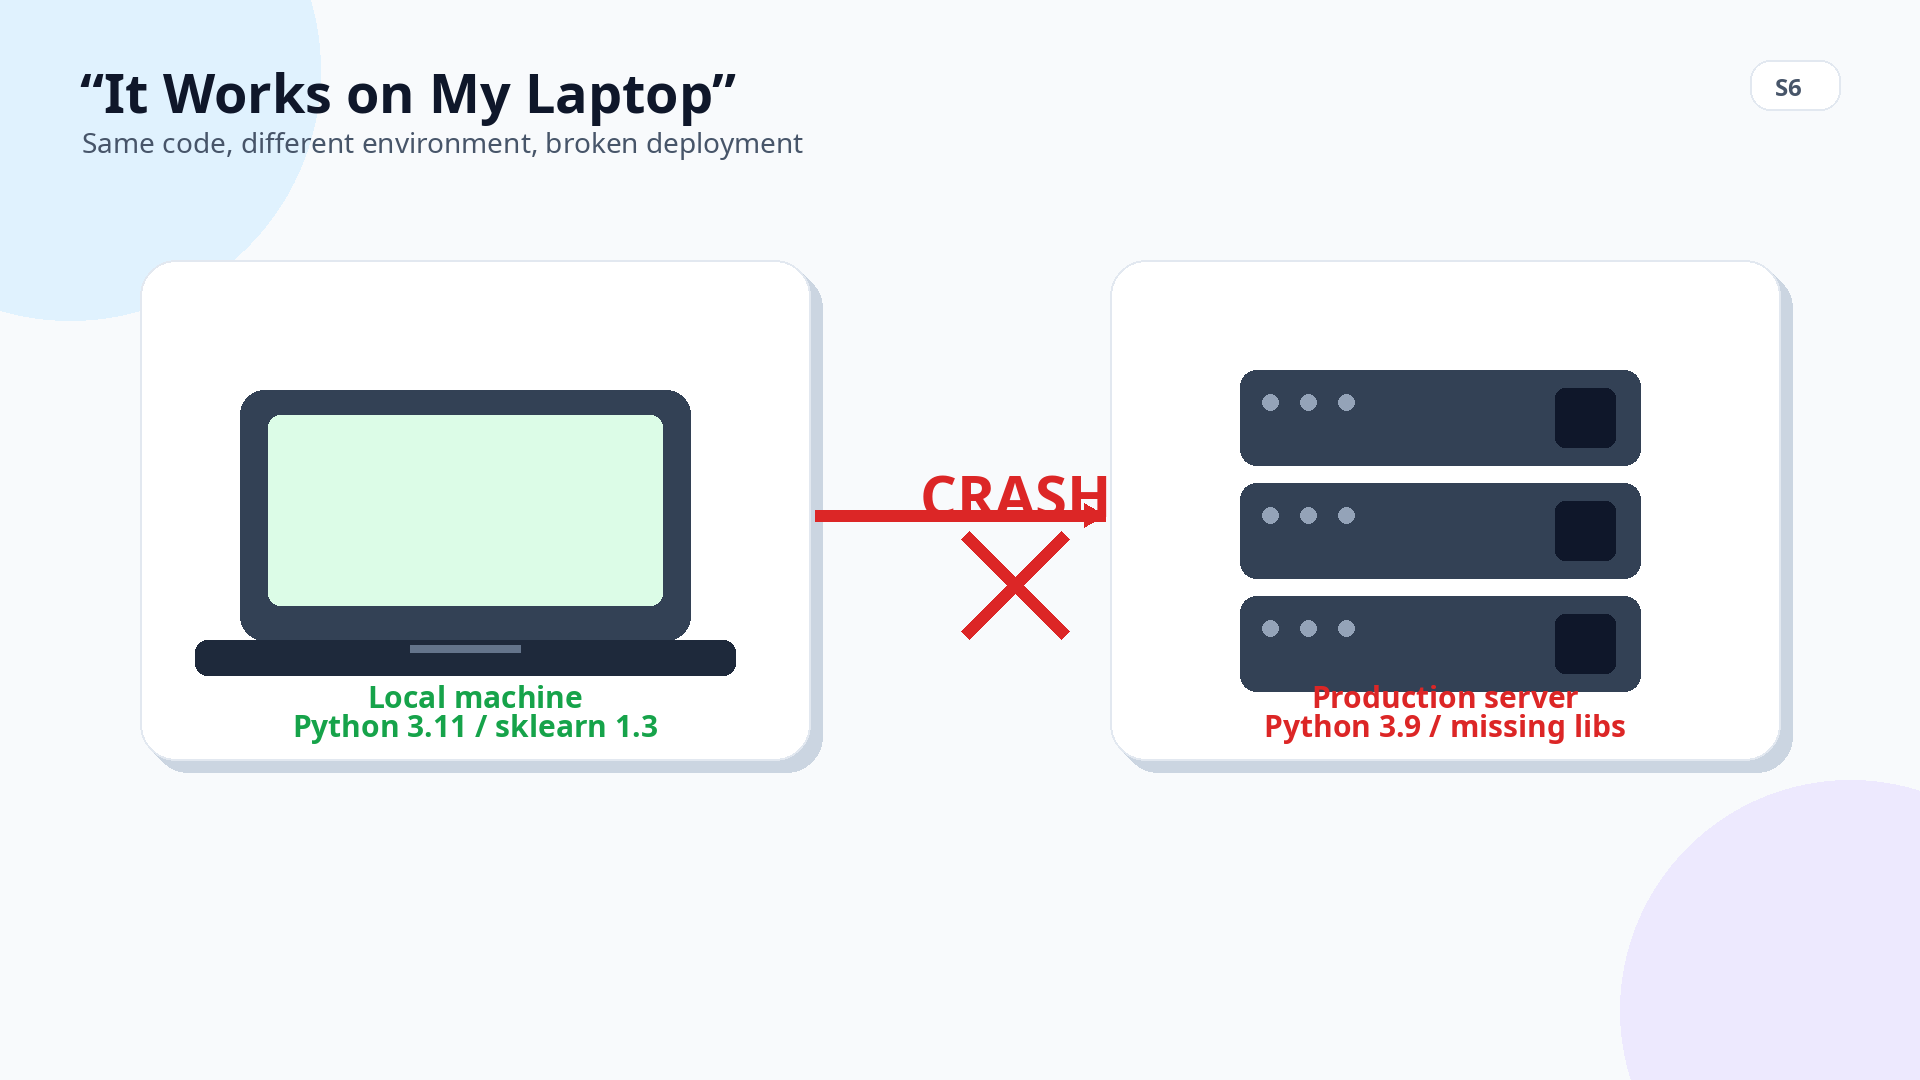 “It Works on My Laptop”
Same code, different environment, broken deployment
S6
CRASH
Local machine
Python 3.11 / sklearn 1.3
Production server
Python 3.9 / missing libs